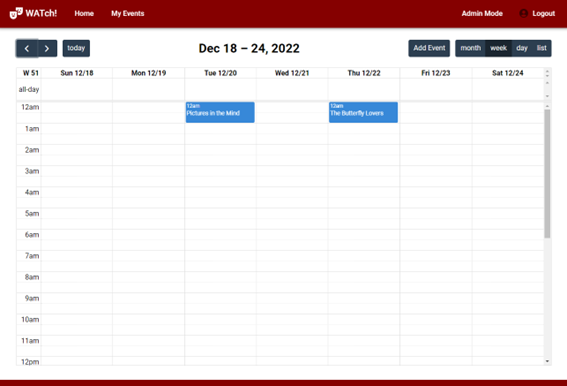 WATch! Home My Events Admin Mode Logout
today Dec 18 – 24, 2022 Add Event month week day list
W 51 Sun 12/18 Mon 12/19 Tue 12/20 Wed 12/21 Thu 12/22 Fri 12/23 Sat 12/24
all-day
12am 12am 12am
Pictures in the Mind The Butterfly Lovers
1am
2am
3am
4am
5am
6am
7am
8am
9am
10am
11am
12pm